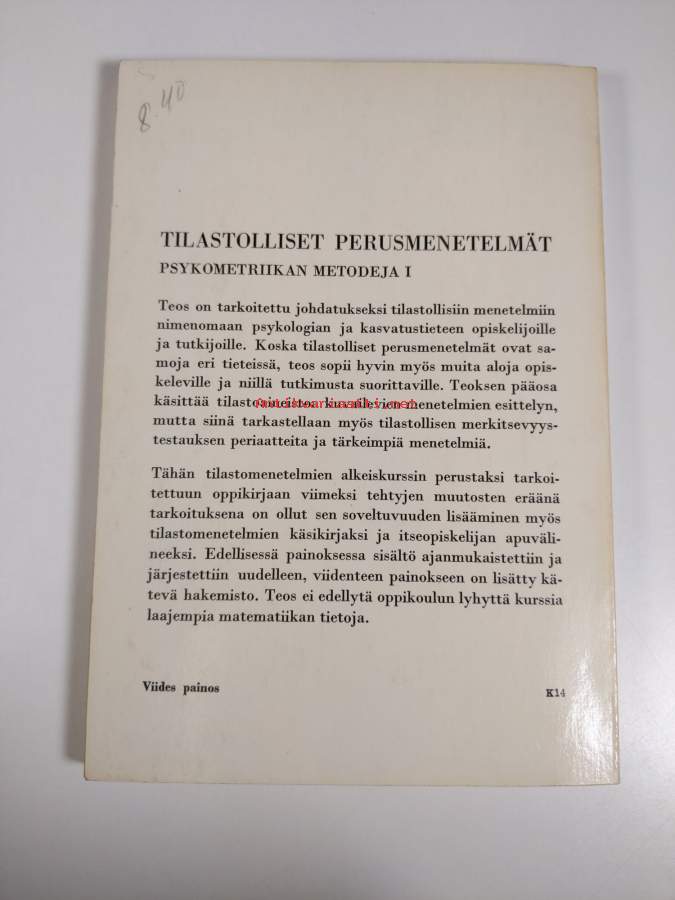 8.40
TILASTOLLISET PERUSMENETELMÄT
PSYKOMETRIIKAN METODEJA I
Teos on tarkoitettu johdatukseksi tilastollisiin menetelmiin
nimenomaan psykologian ja kasvatustieteen opiskelijoille
ja tutkijoille. Koska tilastolliset perusmenetelmät ovat sa-
moja eri tieteissä, teos sopii hyvin myös muita aloja opis-
keleville ja niillä tutkimusta suorittaville. Teoksen pääosa
käsittää tilastoaineistoa kuvailevien menetelmien esittelyn,
Antikvariaatti.net
mutta siinä tarkastellaan myös tilastollisen merkitsevyys-
testauksen periaatteita ja tärkeimpiä menetelmiä.
Tähän tilastomenetelmien alkeiskurssin perustaksi tarkoi-
tettuun oppikirjaan viimeksi tehtyjen muutosten eräänä
tarkoituksena on ollut sen soveltuvuuden lisääminen myös
tilastomenetelmien käsikirjaksi ja itseopiskelijan apuväli-
neeksi. Edellisessä painoksessa sisältö ajanmukaistettiin ja
järjestettiin uudelleen, viidenteen painokseen on lisätty kä-
tevä hakemisto. Teos ei edellytä oppikoulun lyhyttä kurssia
laajempia matematiikan tietoja.
Viides painos
K14